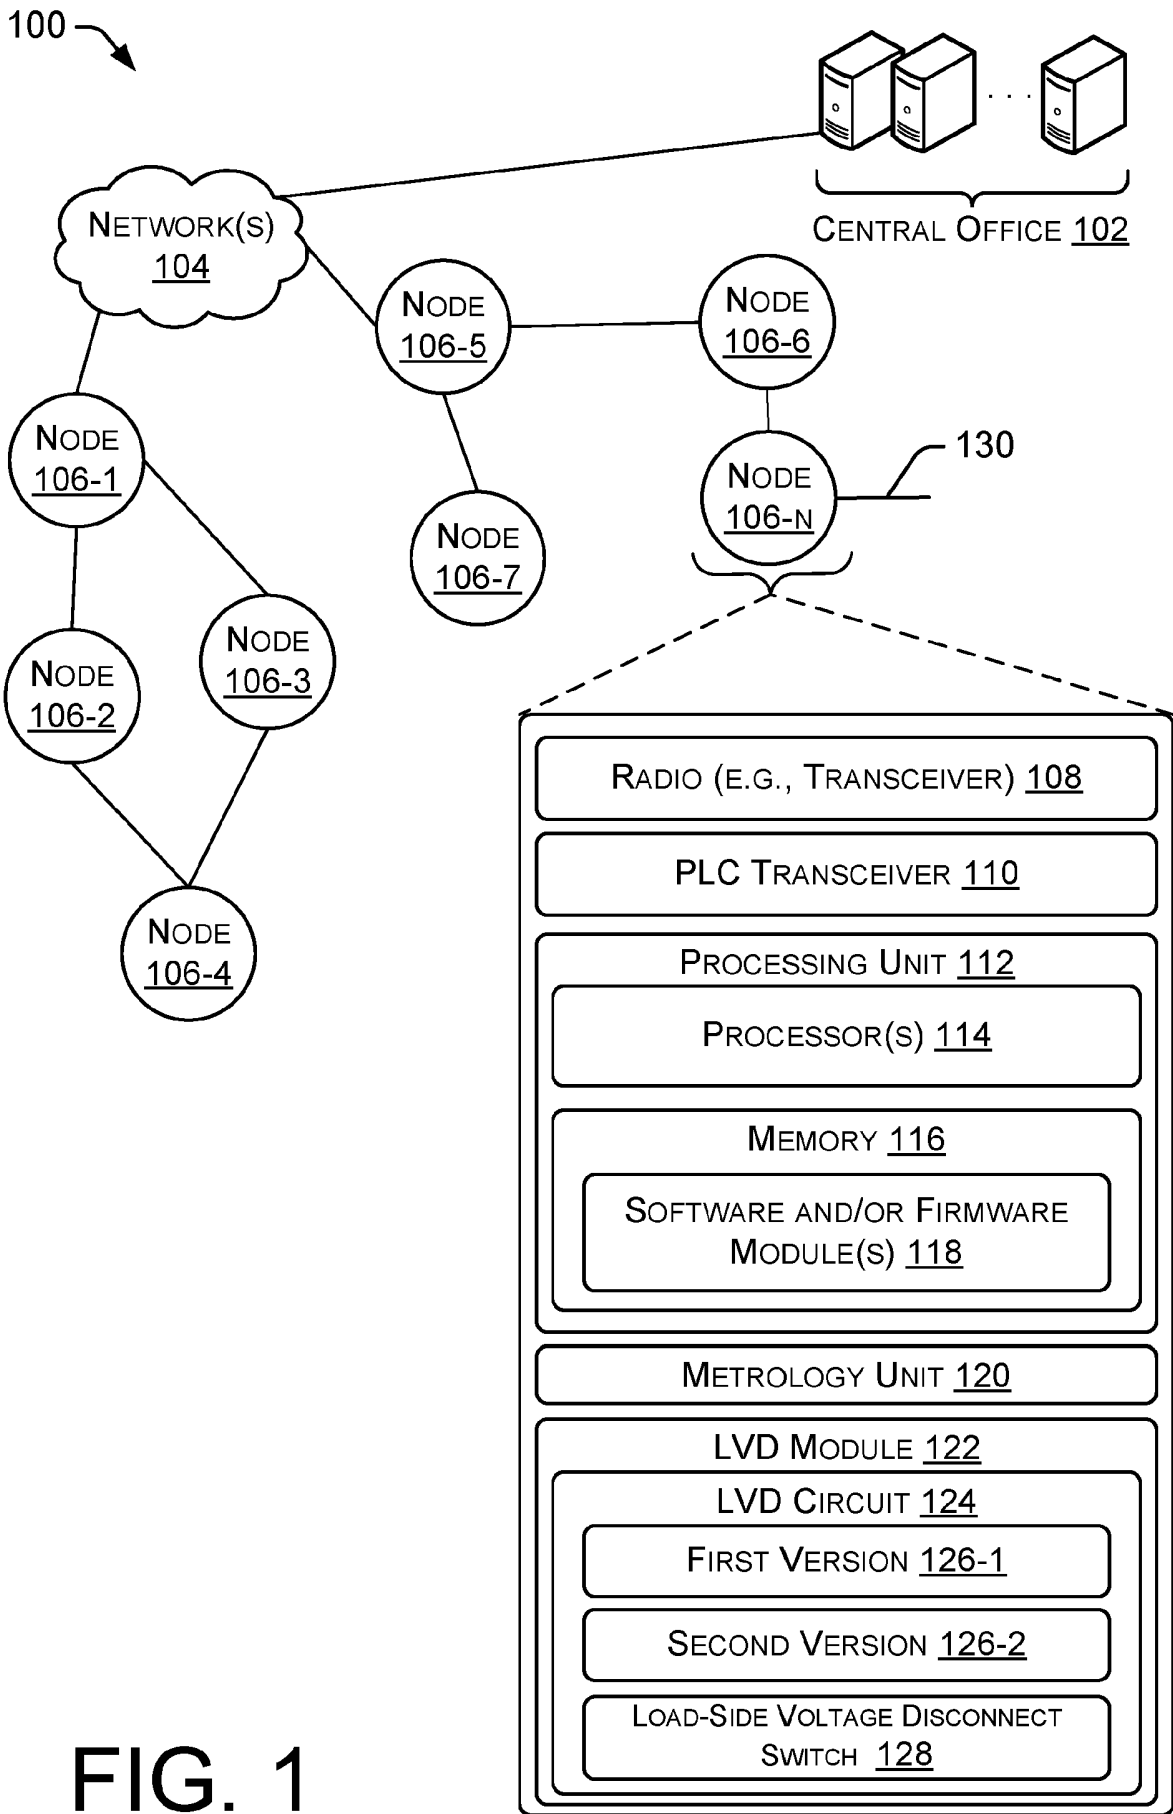 100
CENTRAL OFFICE 102
NETWORK(S)
104
NODE
106-5
NODE
106-6
NODE
106-1
NODE
106-N
130
NODE
106-7
NODE
106-2
NODE
106-3
NODE
106-4
RADIO (E.G., TRANSCEIVER) 108
PLC TRANSCEIVER 110
PROCESSING UNIT 112
PROCESSOR(S) 114
MEMORY 116
SOFTWARE AND/OR FIRMWARE
MODULE(S) 118
METROLOGY UNIT 120
LVD MODULE 122
LVD CIRCUIT 124
FIRST VERSION 126-1
SECOND VERSION 126-2
LOAD-SIDE VOLTAGE DISCONNECT
SWITCH 128
FIG. 1